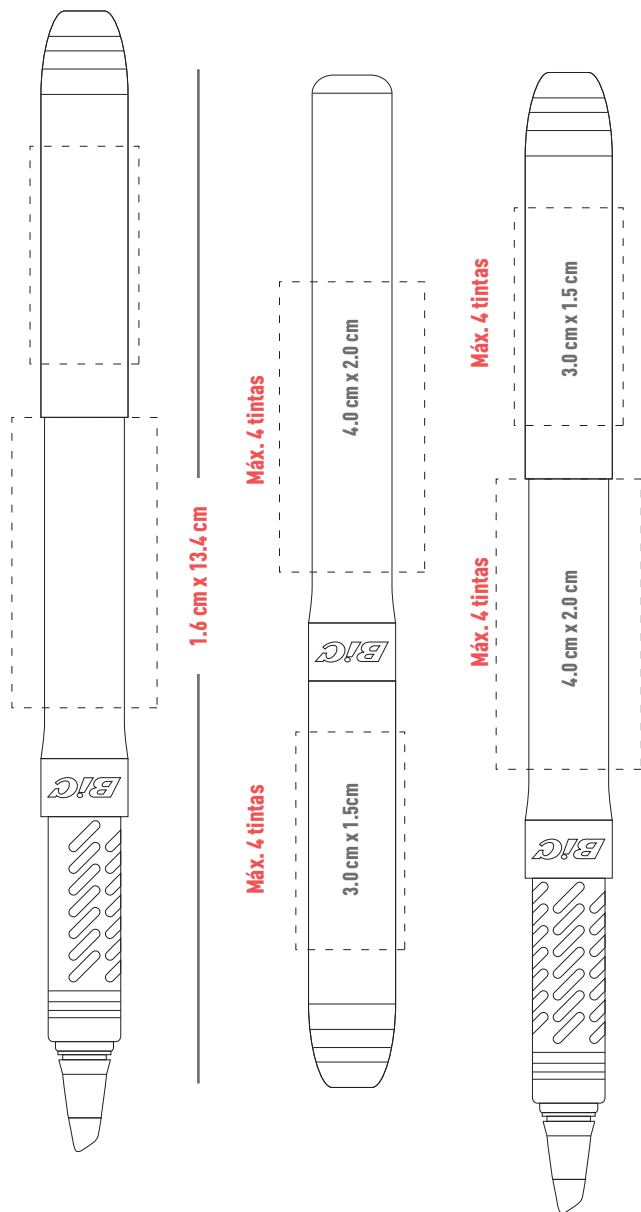 1.6 cm x 13.4 cm
Máx. 4 tintas
4.0 cm x 2.0 cm
Máx. 4 tintas
3.0 cm x 1.5cm
Máx. 4 tintas
3.0 cm x 1.5 cm
Máx. 4 tintas
4.0 cm x 2.0 cm
BiC
BiC
BiC